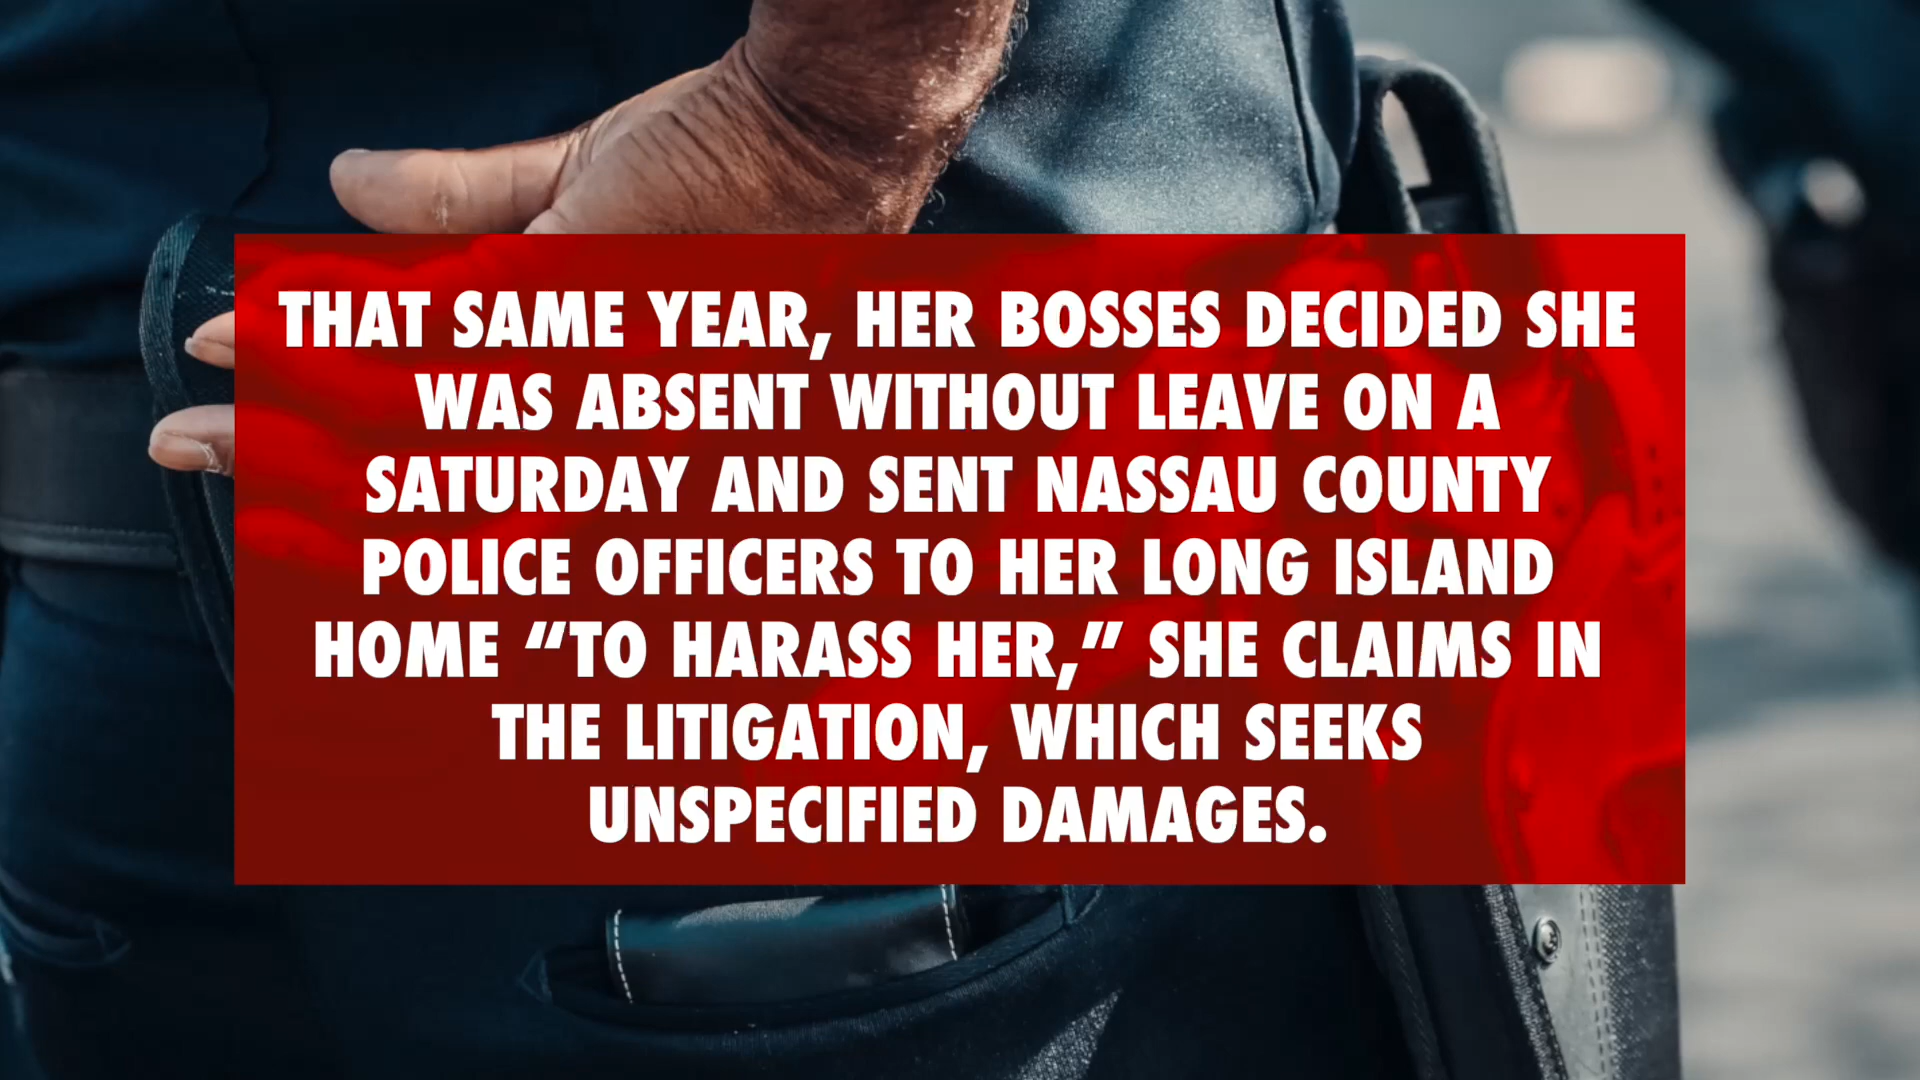 THAT SAME YEAR, HER BOSSES DECIDED SHE
WAS ABSENT WITHOUT LEAVE ON A
SATURDAY AND SENT NASSAU COUNTY
POLICE OFFICERS TO HER LONG ISLAND
HOME “TO HARASS HER,” SHE CLAIMS IN
THE LITIGATION, WHICH SEEKS
UNSPECIFIED DAMAGES.